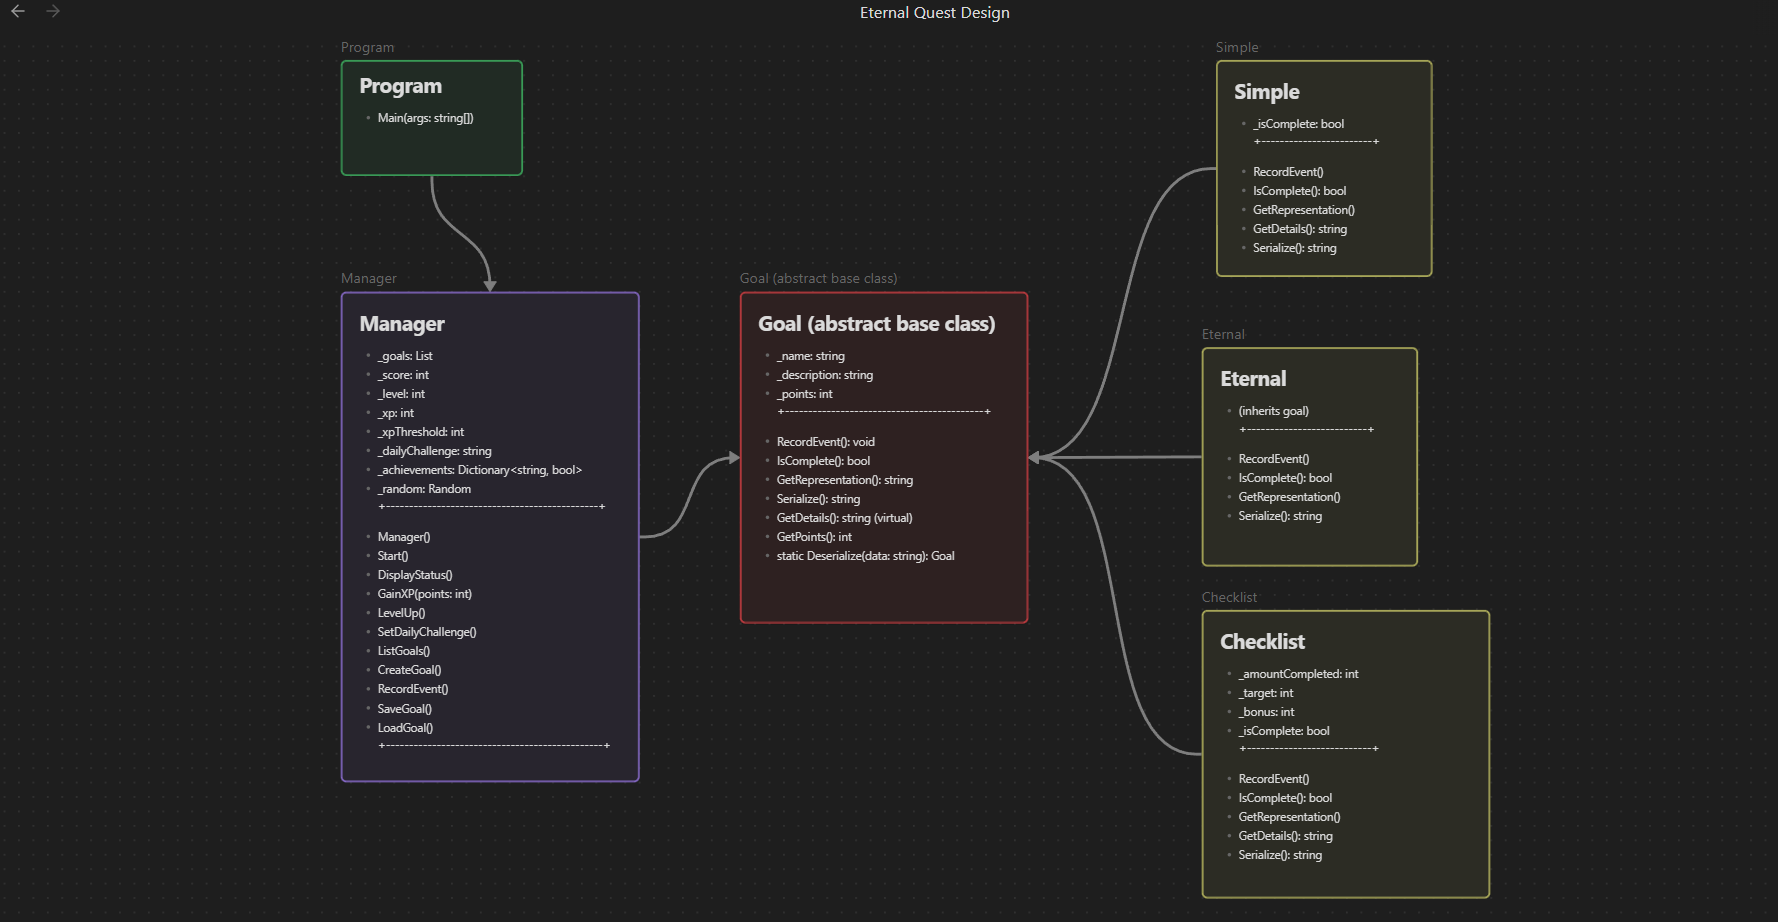 Eternal Quest Design
Program
Program
Main(args: string[])
Manager
Manager
_goals: List
_score: int
_level: int
_xp: int
_xpThreshold: int
_dailyChallenge: string
_achievements: Dictionary<string, bool>
_random: Random
+----------------------------------------------+
Manager()
Start()
DisplayStatus()
GainXP(points: int)
LevelUp()
SetDailyChallenge()
ListGoals()
CreateGoal()
RecordEvent()
SaveGoal()
LoadGoal()
+-----------------------------------------------+
Goal (abstract base class)
Goal (abstract base class)
_name: string
_description: string
_points: int
+-------------------------------------------+
RecordEvent(): void
IsComplete(): bool
GetRepresentation(): string
Serialize(): string
GetDetails(): string (virtual)
GetPoints(): int
static Deserialize(data: string): Goal
Simple
Simple
_isComplete: bool
+------------------------+
RecordEvent()
IsComplete(): bool
GetRepresentation()
GetDetails(): string
Serialize(): string
Eternal
Eternal
(inherits goal)
+--------------------------+
RecordEvent()
IsComplete(): bool
GetRepresentation()
Serialize(): string
Checklist
Checklist
_amountCompleted: int
_target: int
_bonus: int
_isComplete: bool
+---------------------------+
RecordEvent()
IsComplete(): bool
GetRepresentation()
GetDetails(): string
Serialize(): string